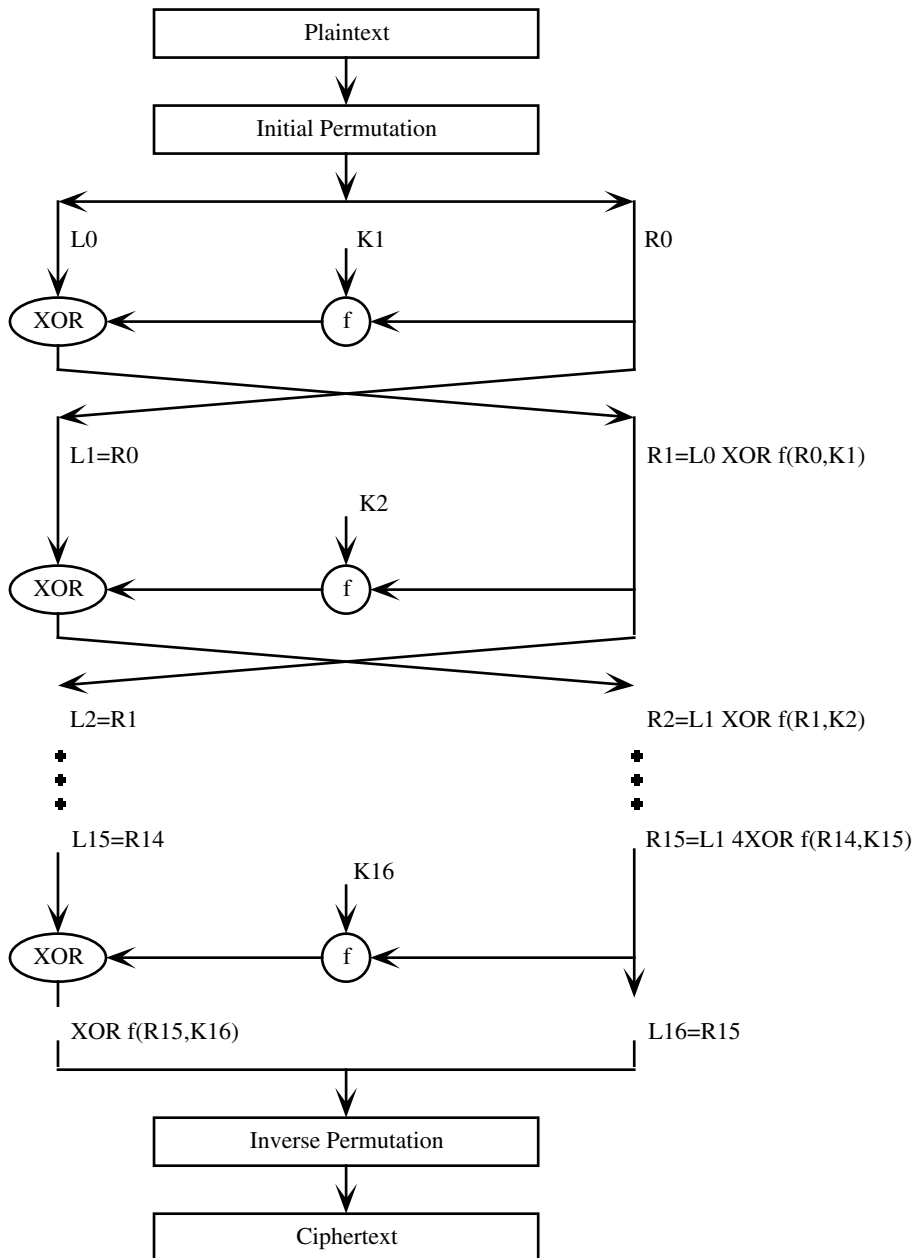 Plaintext
Initial Permutation
L0
K1
R0
XOR
f
L1=R0
R1=L0 XOR f(R0,K1)
K2
XOR
f
L2=R1
R2=L1 XOR f(R1,K2)
L15=R14
R15=L1 4XOR f(R14,K15)
K16
XOR
f
XOR f(R15,K16)
L16=R15
Inverse Permutation
Ciphertext